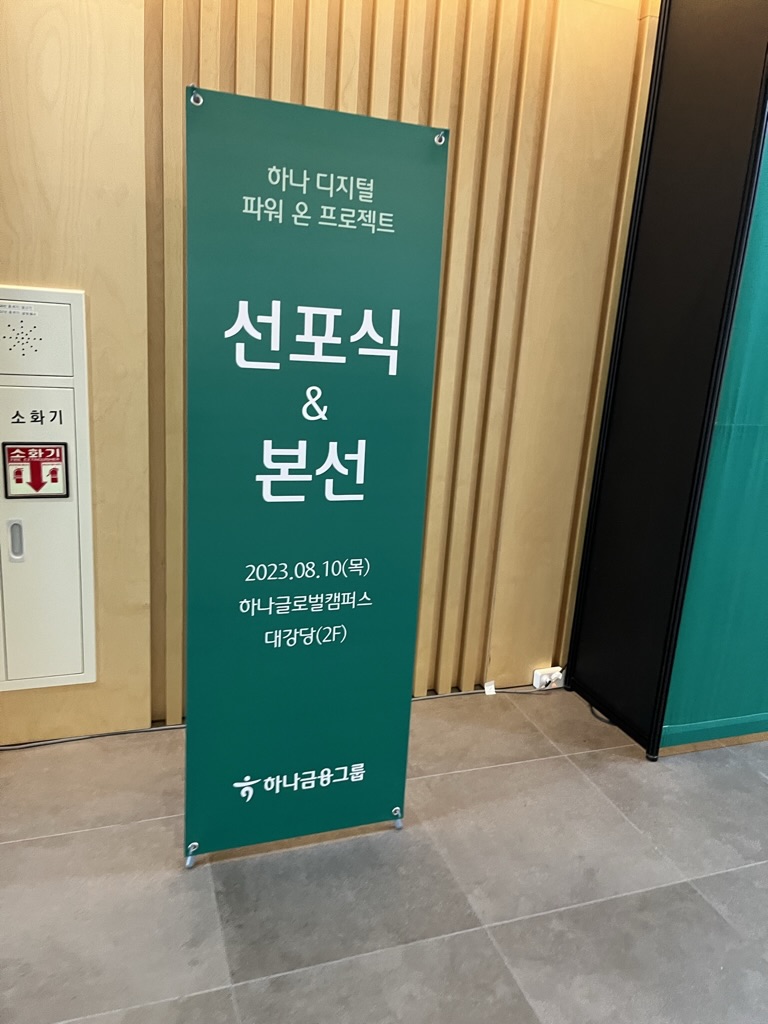 하나 디지털
파워 온 프로젝트
선포식
&
본선
2023.08.10(목)
하나글로벌캠퍼스
대강당(2F)
하나금융그룹
소화기
소화기
FIRE EXTINGUISHER